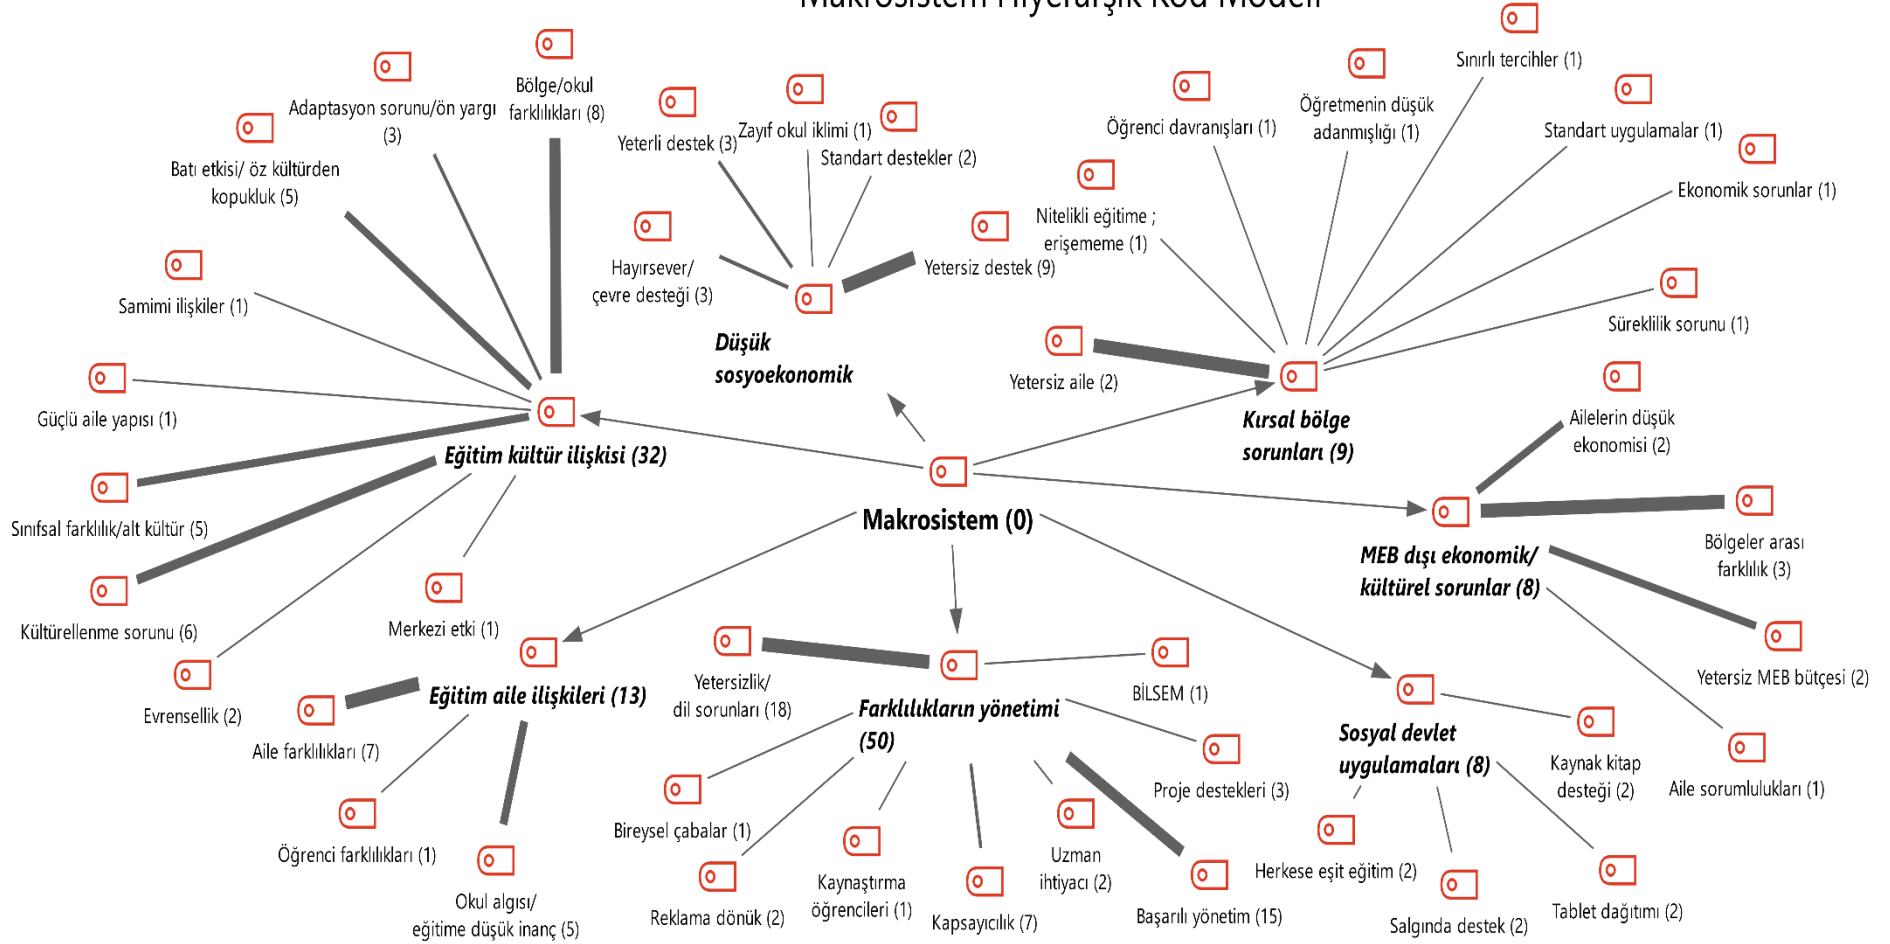 Makrosistem Hiyerarşik Kod Modeli
Bölge/okul
farklılıkları (8)
Adaptasyon sorunu/ön yargı
(3)
Batı etkisi/ öz kültürden
kopukluk (5)
Samimi ilişkiler (1)
Güçlü aile yapısı (1)
Sınıfsal farklılık/alt kültür (5)
Kültürellenme sorunu (6)
Evrensellik (2)
Merkezi etki (1)
Eğitim kültür ilişkisi (32)
Yeterli destek (3)
Zayıf okul iklimi (1)
Standart destekler (2)
Hayırsever/
çevre desteği (3)
Yetersiz destek (9)
Düşük
sosyoekonomik
Sınırlı tercihler (1)
Öğretmenin düşük
adanmışlığı (1)
Öğrenci davranışları (1)
Standart uygulamalar (1)
Ekonomik sorunlar (1)
Nitelikli eğitime ;
erişememe (1)
Süreklilik sorunu (1)
Yetersiz aile (2)
Kırsal bölge
sorunları (9)
Makrosistem (0)
Ailelerin düşük
ekonomisi (2)
Bölgeler arası
farklılık (3)
MEB dışı ekonomik/
kültürel sorunlar (8)
Yetersiz MEB bütçesi (2)
Aile sorumlulukları (1)
Eğitim aile ilişkileri (13)
Aile farklılıkları (7)
Öğrenci farklılıkları (1)
Okul algısı/
eğitime düşük inanç (5)
Yetersizlik/
dil sorunları (18)
BİLSEM (1)
Farklılıkların yönetimi
(50)
Proje destekleri (3)
Bireysel çabalar (1)
Reklama dönük (2)
Kaynaştırma
öğrencileri (1)
Kapsayıcılık (7)
Uzman
ihtiyacı (2)
Başarılı yönetim (15)
Sosyal devlet
uygulamaları (8)
Kaynak kitap
desteği (2)
Herkese eşit eğitim (2)
Salgında destek (2)
Tablet dağıtımı (2)